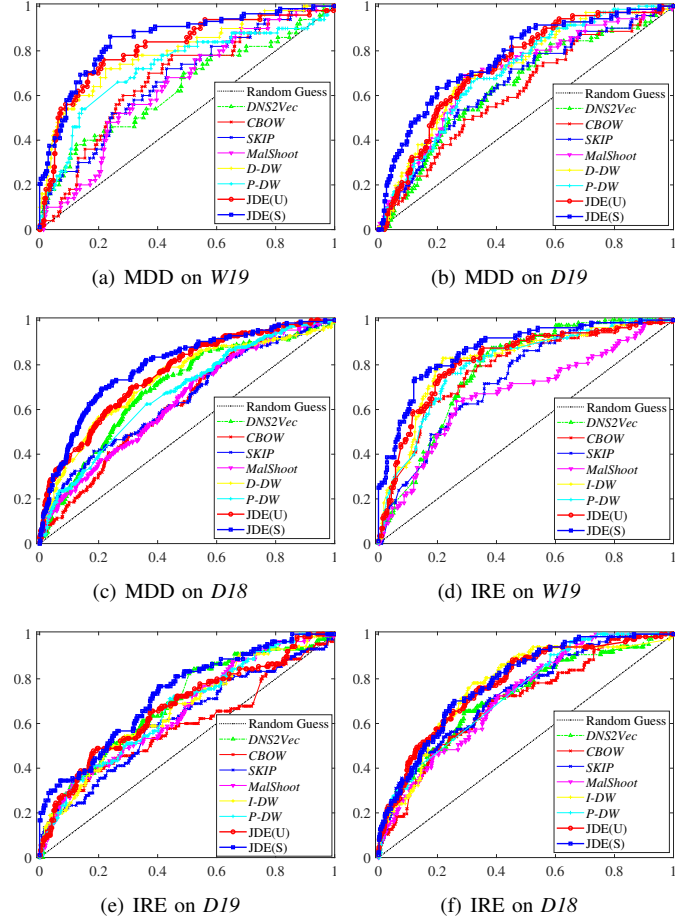 1
0.8
0.6
0.4
0.2
0
0 0.2 0.4 0.6 0.8 1
Random Guess
DNS2Vec
CBOW
SKIP
MalShoot
D-DW
P-DW
JDE(U)
JDE(S)
(a) MDD on W19
1
0.8
0.6
0.4
0.2
0
0 0.2 0.4 0.6 0.8 1
Random Guess
DNS2Vec
CBOW
SKIP
MalShoot
D-DW
P-DW
JDE(U)
JDE(S)
(b) MDD on D19
1
0.8
0.6
0.4
0.2
0
0 0.2 0.4 0.6 0.8 1
Random Guess
DNS2Vec
CBOW
SKIP
MalShoot
D-DW
P-DW
JDE(U)
JDE(S)
(c) MDD on D18
1
0.8
0.6
0.4
0.2
0
0 0.2 0.4 0.6 0.8 1
Random Guess
DNS2Vec
CBOW
SKIP
MalShoot
I-DW
P-DW
JDE(U)
JDE(S)
(d) IRE on W19
1
0.8
0.6
0.4
0.2
0
0 0.2 0.4 0.6 0.8 1
Random Guess
DNS2Vec
CBOW
SKIP
MalShoot
I-DW
P-DW
JDE(U)
JDE(S)
(e) IRE on D19
1
0.8
0.6
0.4
0.2
0
0 0.2 0.4 0.6 0.8 1
Random Guess
DNS2Vec
CBOW
SKIP
MalShoot
I-DW
P-DW
JDE(U)
JDE(S)
(f) IRE on D18